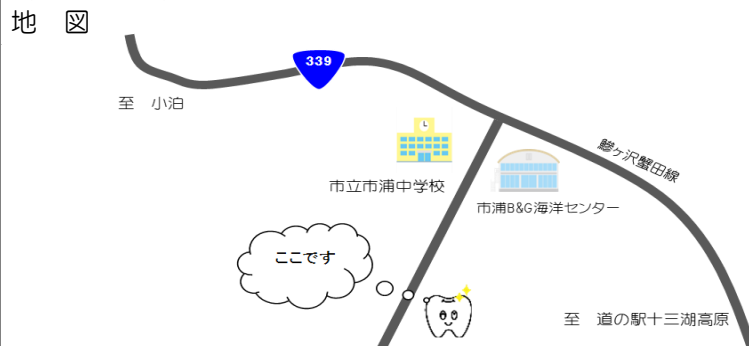 地　図
339
至　小泊
鰺ヶ沢蟹田線
市立市浦中学校
市浦B&G海洋センター
ここです
至　道の駅十三湖高原